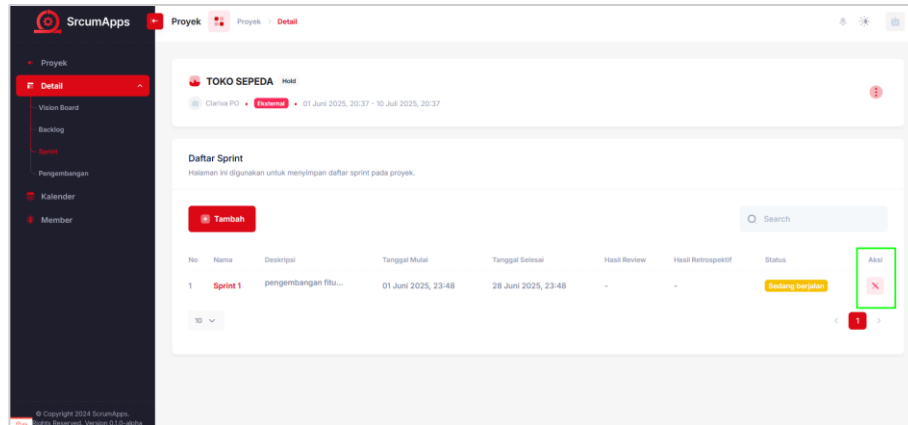 SrcumApps
Proyek
Proyek > Detail
Proyek
Detail
Vision Board
Backlog
Sprint
Pengembangan
Kalender
Member
TOKO SEPEDA Hold
Clariva PO • Eksternal • 01 Juni 2025, 20:37 - 10 Juli 2025, 20:37
Daftar Sprint
Halaman ini digunakan untuk menyimpan daftar sprint pada proyek.
Tambah
Search
No Nama Deskripsi Tanggal Mulai Tanggal Selesai Hasil Review Hasil Retrospektif Status Aksi
1 Sprint 1 pengembangan fitu... 01 Juni 2025, 23:48 28 Juni 2025, 23:48 - - Sedang berjalan
10
< 1 >
© Copyright 2024 ScrumApps.
Rights Reserved. Version 0.1.0-alpha